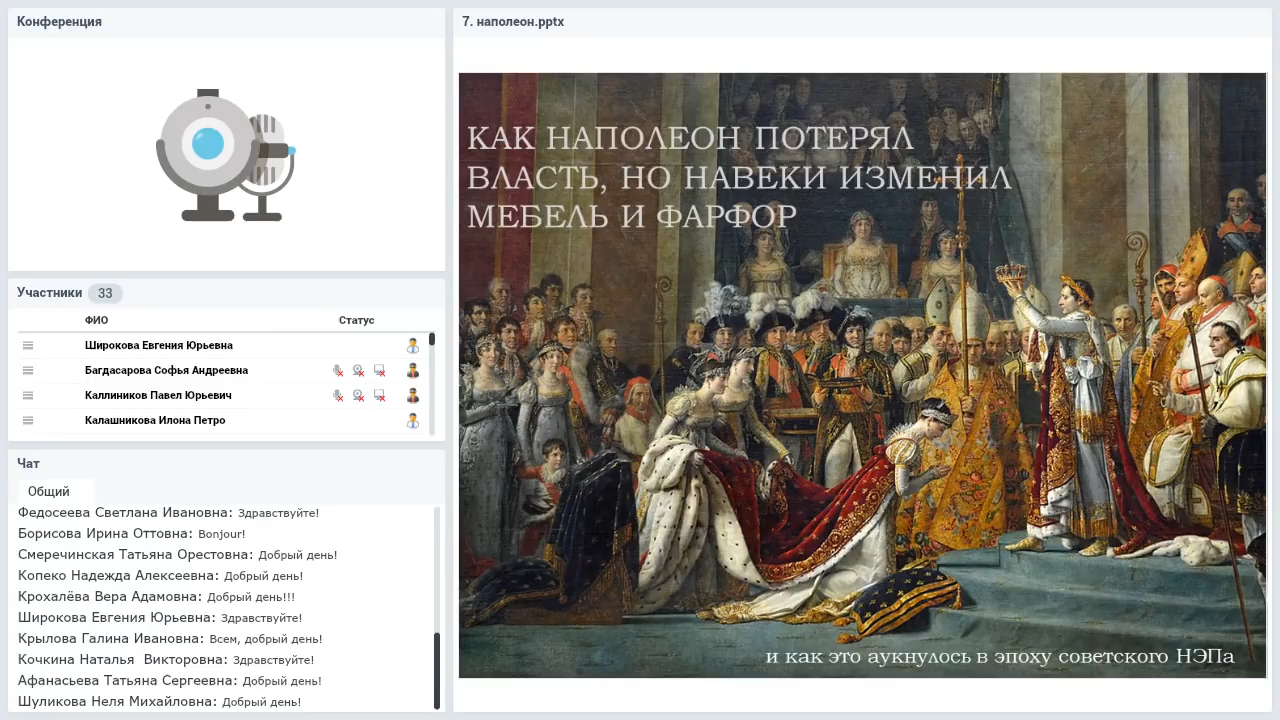 Конференция
Участники 33
ФИО Статус
Широкова Евгения Юрьевна
Багдасарова Софья Андреевна
Каллиников Павел Юрьевич
Калашникова Илона Петро
Чат
Общий
Федосеева Светлана Ивановна: Здравствуйте!
Борисова Ирина Оттовна: Bonjour!
Смеречинская Татьяна Орестовна: Добрый день!
Копеко Надежда Алексеевна: Добрый день!
Крохалёва Вера Адамовна: Добрый день!!!
Широкова Евгения Юрьевна: Здравствуйте!
Крылова Галина Ивановна: Всем, добрый день!
Кочкина Наталья Викторовна: Здравствуйте!
Афанасьева Татьяна Сергеевна: Добрый день!
Шуликова Неля Михайловна: Добрый день!
7. наполеон.pptx
КАК НАПОЛЕОН ПОТЕРЯЛ
ВЛАСТЬ, НО НАВЕКИ ИЗМЕНИЛ
МЕБЕЛЬ И ФАРФОР
и как это аукнулось в эпоху советского НЭПа